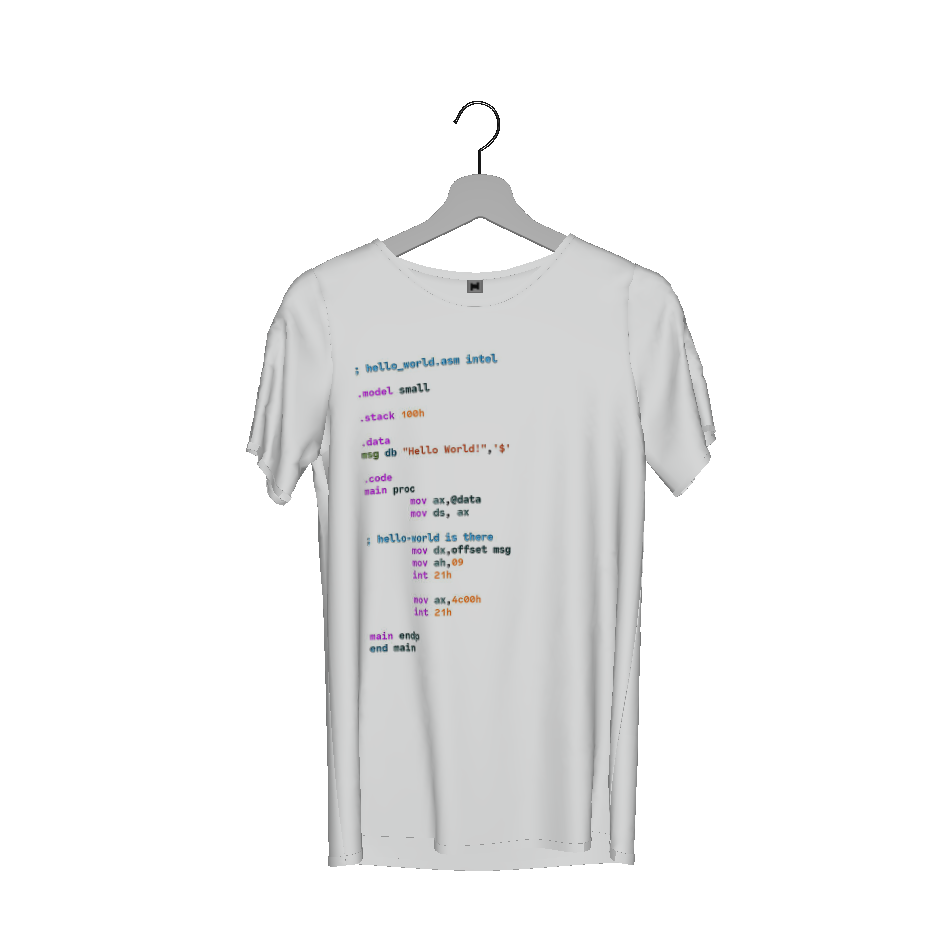 ; hello_world.asm intel
.model small
.stack 100h
.data
msg db "Hello World!",'$'
.code
main proc
mov ax,@data
mov ds, ax
; hello-world is there
mov dx,offset msg
mov ah,09
int 21h
mov ax,4c00h
int 21h
main endp
end main